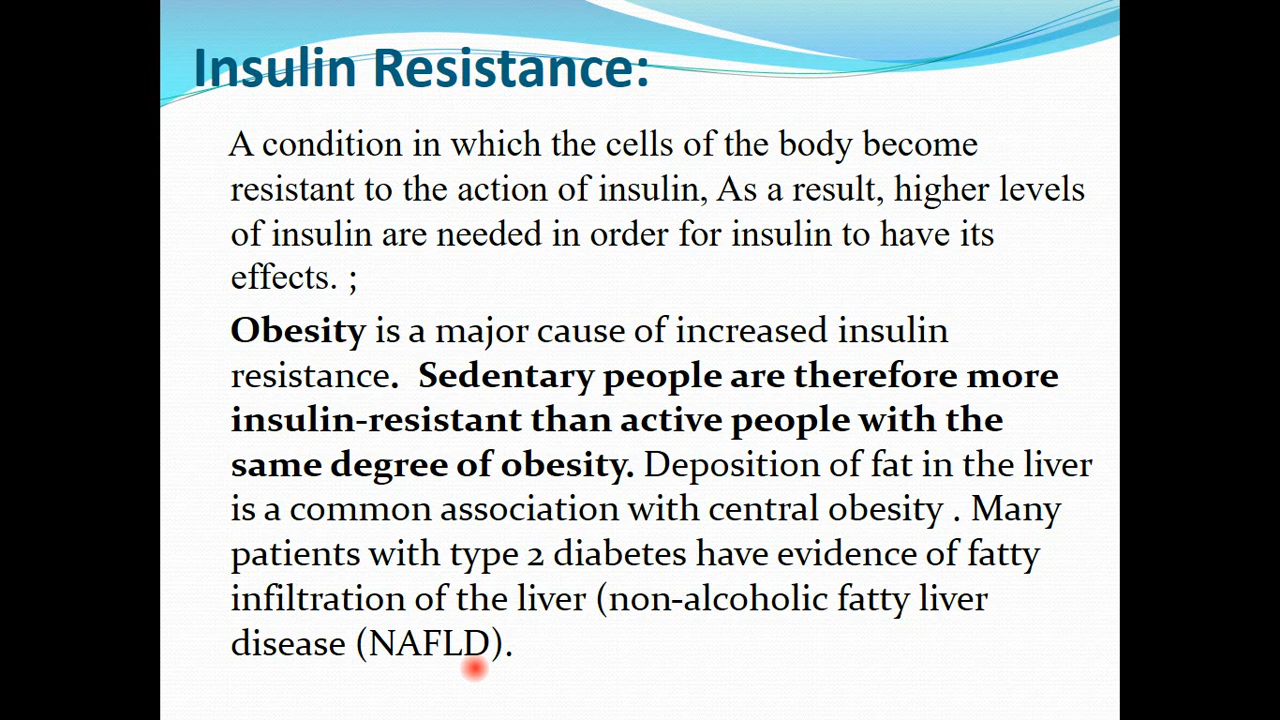 Insulin Resistance:
A condition in which the cells of the body become
resistant to the action of insulin, As a result, higher levels
of insulin are needed in order for insulin to have its
effects. ;
Obesity is a major cause of increased insulin
resistance.  Sedentary people are therefore more
insulin-resistant than active people with the
same degree of obesity. Deposition of fat in the liver
is a common association with central obesity . Many
patients with type 2 diabetes have evidence of fatty
infiltration of the liver (non-alcoholic fatty liver
disease (NAFLD).